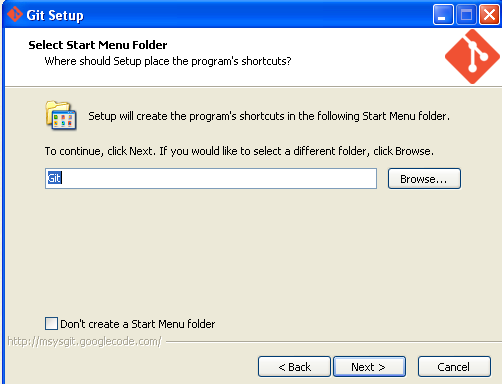 Git Setup
Select Start Menu Folder
Where should Setup place the program's shortcuts?
Setup will create the program's shortcuts in the following Start Menu folder.
To continue, click Next. If you would like to select a different folder, click Browse.
Git
Browse...
Don't create a Start Menu folder
http://msysgit.googlecode.com/
< Back
Next >
Cancel